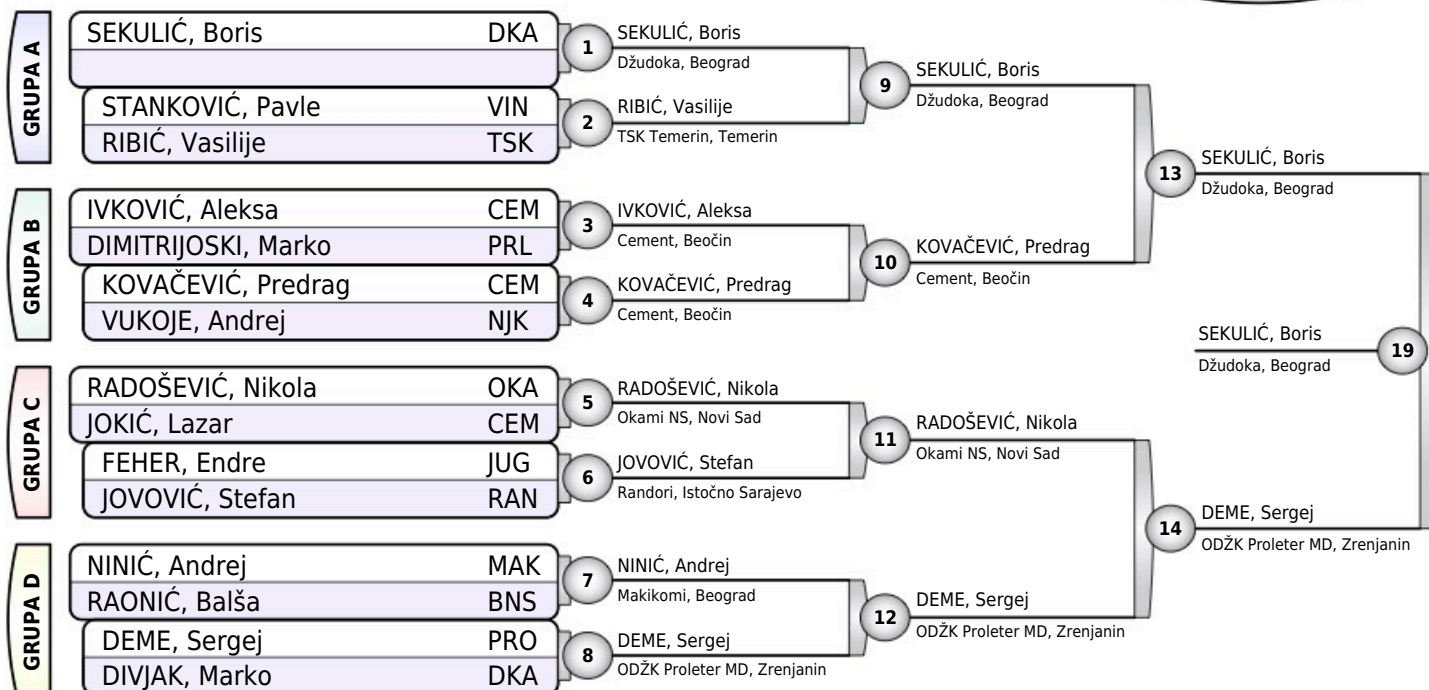 GRUPA A
SEKULIĆ, Boris DKA
STANKOVIĆ, Pavle VIN
RIBIĆ, Vasilije TSK
GRUPA B
IVKOVIĆ, Aleksa CEM
DIMITRIJOSKI, Marko PRL
KOVAČEVIĆ, Predrag CEM
VUKOJE, Andrej NJK
GRUPA C
RADOŠEVIĆ, Nikola OKA
JOKIĆ, Lazar CEM
FEHER, Endre JUG
JOVOVIĆ, Stefan RAN
GRUPA D
NINIĆ, Andrej MAK
RAONIĆ, Balša BNS
DEME, Sergej PRO
DIVJAK, Marko DKA
1
SEKULIĆ, Boris
Džudoka, Beograd
2
RIBIĆ, Vasilije
TSK Temerin, Temerin
3
IVKOVIĆ, Aleksa
Cement, Beočin
4
KOVAČEVIĆ, Predrag
Cement, Beočin
5
RADOŠEVIĆ, Nikola
Okami NS, Novi Sad
6
JOVOVIĆ, Stefan
Randori, Istočno Sarajevo
7
NINIĆ, Andrej
Makikomi, Beograd
8
DEME, Sergej
ODŽK Proleter MD, Zrenjanin
9
SEKULIĆ, Boris
Džudoka, Beograd
10
KOVAČEVIĆ, Predrag
Cement, Beočin
11
RADOŠEVIĆ, Nikola
Okami NS, Novi Sad
12
DEME, Sergej
ODŽK Proleter MD, Zrenjanin
13
SEKULIĆ, Boris
Džudoka, Beograd
14
DEME, Sergej
ODŽK Proleter MD, Zrenjanin
SEKULIĆ, Boris
Džudoka, Beograd
19